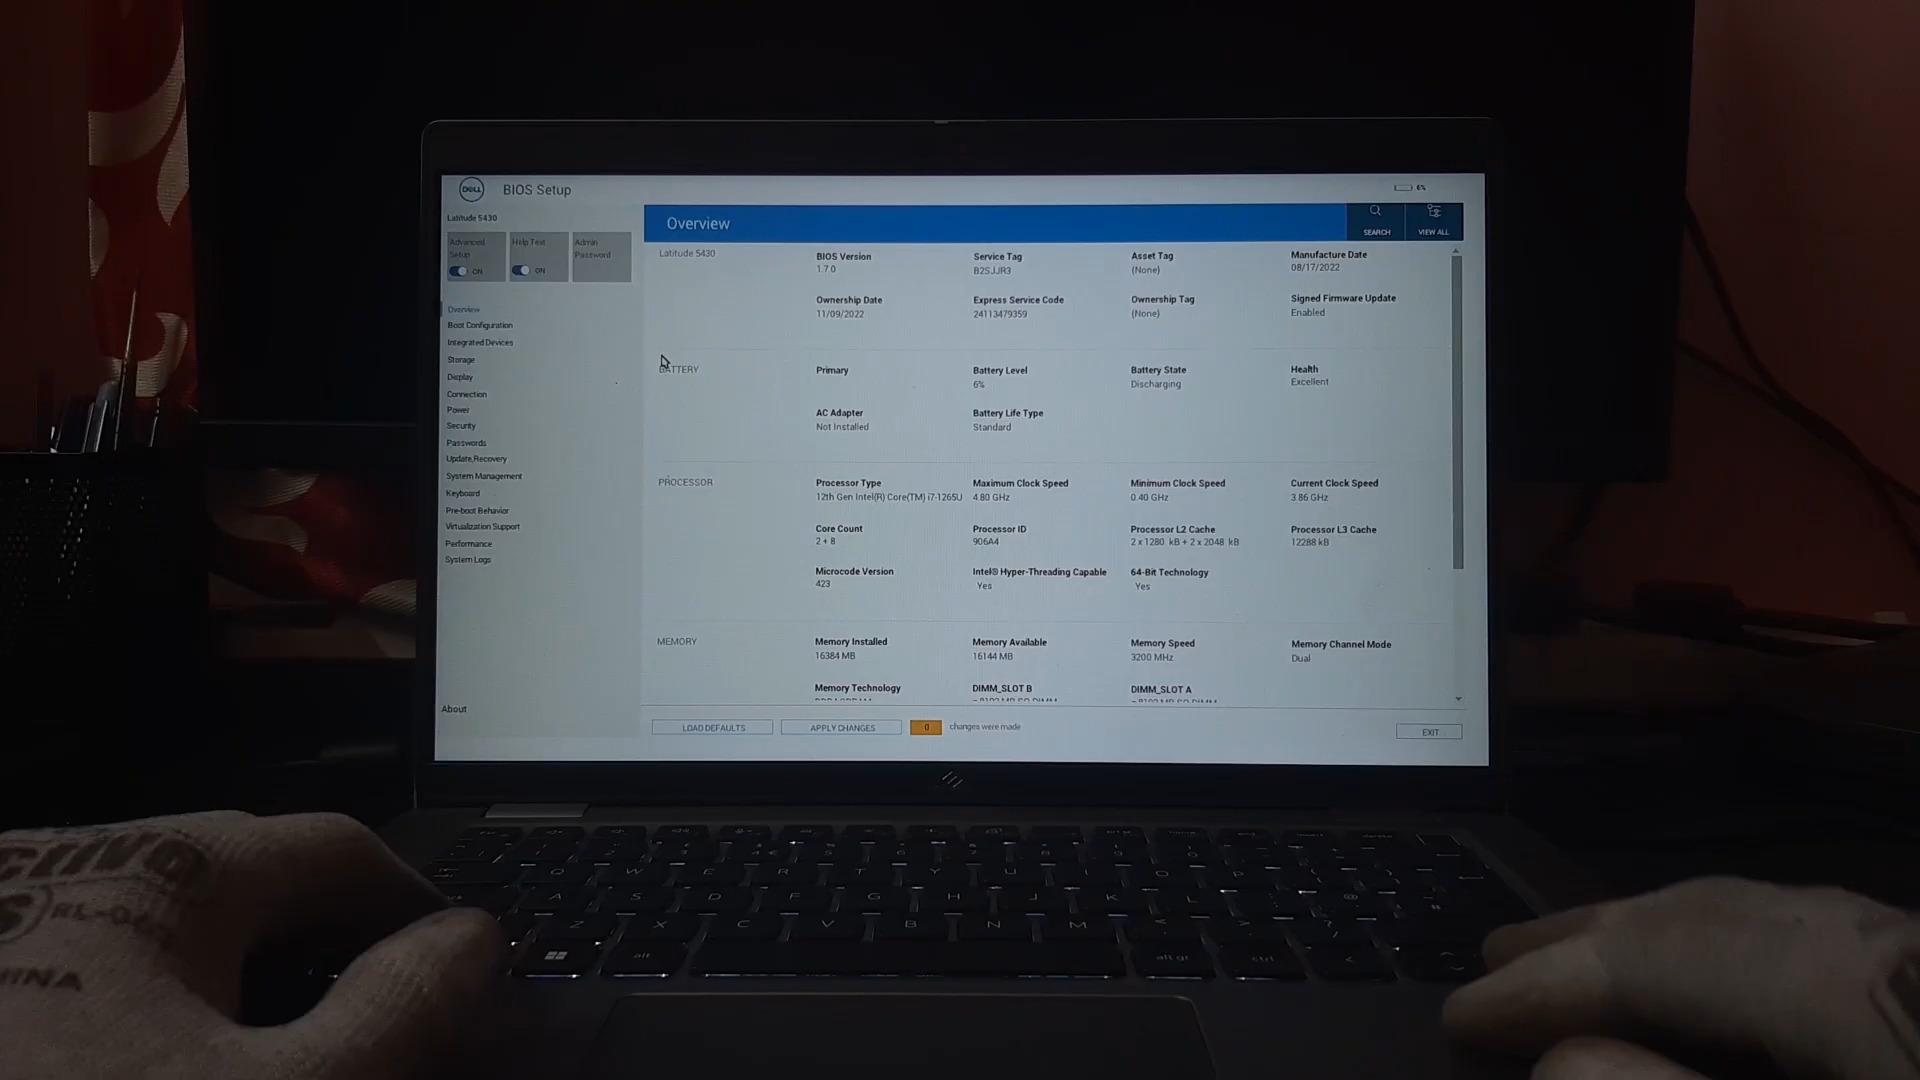 DELL
BIOS Setup
6%
Latitude 5430
Advanced Setup
ON
Help Text
ON
Admin Password
Overview
Boot Configuration
Integrated Devices
Storage
Display
Connection
Power
Security
Passwords
Update,Recovery
System Management
Keyboard
Pre-boot Behavior
Virtualization Support
Performance
System Logs
About
Overview
SEARCH
VIEW ALL
Latitude 5430
BIOS Version
1.7.0
Service Tag
B2SJJR3
Asset Tag
(None)
Manufacture Date
08/17/2022
Ownership Date
11/09/2022
Express Service Code
24113479359
Ownership Tag
(None)
Signed Firmware Update
Enabled
BATTERY
Primary
Battery Level
6%
Battery State
Discharging
Health
Excellent
AC Adapter
Not Installed
Battery Life Type
Standard
PROCESSOR
Processor Type
12th Gen Intel(R) Core(TM) i7-1265U
Maximum Clock Speed
4.80 GHz
Minimum Clock Speed
0.40 GHz
Current Clock Speed
3.86 GHz
Core Count
2 + 8
Processor ID
906A4
Processor L2 Cache
2 x 1280 kB + 2 x 2048 kB
Processor L3 Cache
12288 kB
Microcode Version
423
Intel® Hyper-Threading Capable
Yes
64-Bit Technology
Yes
MEMORY
Memory Installed
16384 MB
Memory Available
16144 MB
Memory Speed
3200 MHz
Memory Channel Mode
Dual
Memory Technology
DIMM_SLOT B
DIMM_SLOT A
LOAD DEFAULTS
APPLY CHANGES
0
changes were made
EXIT
Q W E R T Y U I O P
A S D F G H J K L
Z X C V B N M
alt
alt gr
ctrl